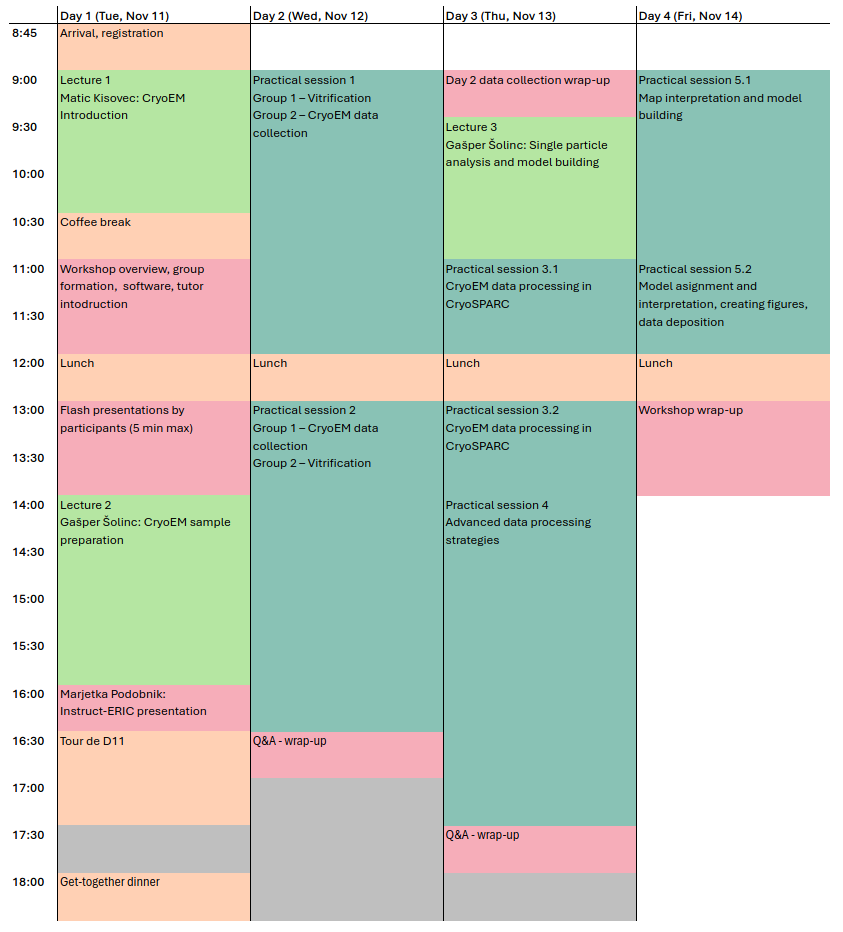 Day 1 (Tue, Nov 11) Day 2 (Wed, Nov 12) Day 3 (Thu, Nov 13) Day 4 (Fri, Nov 14)
8:45 Arrival, registration
9:00 Lecture 1
Matic Kisovec: CryoEM
Introduction
Practical session 1
Group 1 – Vitrification
Group 2 – CryoEM data
collection
Day 2 data collection wrap-up
Practical session 5.1
Map interpretation and model
building
9:30 Lecture 3
Gašper Šolinc: Single particle
analysis and model building
10:00
10:30 Coffee break
11:00 Workshop overview, group
formation, software, tutor
intodruction
Practical session 3.1
CryoEM data processing in
CryoSPARC
Practical session 5.2
Model asignment and
interpretation, creating figures,
data deposition
11:30
12:00 Lunch Lunch Lunch Lunch
13:00 Flash presentations by
participants (5 min max)
Practical session 2
Group 1 – CryoEM data
collection
Group 2 – Vitrification
Practical session 3.2
CryoEM data processing in
CryoSPARC
Workshop wrap-up
13:30
14:00 Lecture 2
Gašper Šolinc: CryoEM sample
preparation
Practical session 4
Advanced data processing
strategies
14:30
15:00
15:30
16:00 Marjetka Podobnik:
Instruct-ERIC presentation
16:30 Tour de D11 Q&A - wrap-up
17:00
17:30 Q&A - wrap-up
18:00 Get-together dinner